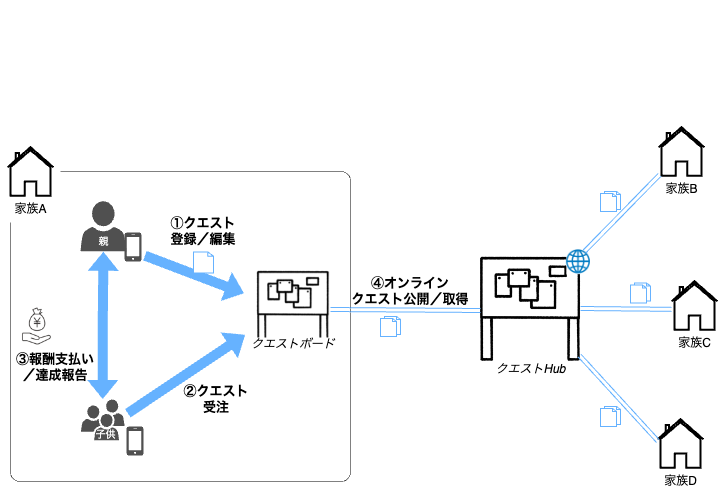 家族A
親
①クエスト
登録／編集
クエストボード
¥
③報酬支払い
／達成報告
②クエスト
受注
子供
④オンライン
クエスト公開／取得
クエストHub
家族B
家族C
家族D